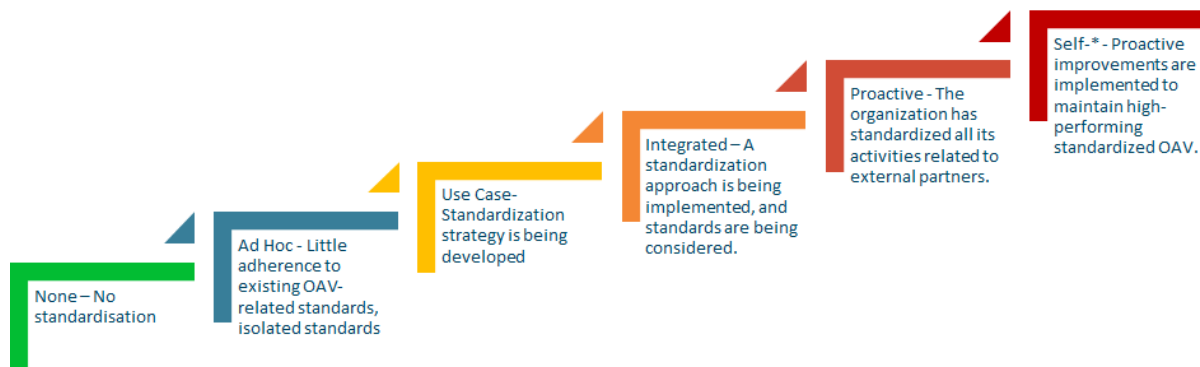 None – No
standardisation
Ad Hoc - Little
adherence to
existing OAV-
related standards,
isolated standards
Use Case-
Standardization
strategy is being
developed
Integrated – A
standardization
approach is being
implemented, and
standards are being
considered.
Proactive - The
organization has
standardized all its
activities related to
external partners.
Self-* - Proactive
improvements are
implemented to
maintain high-
performing
standardized OAV.